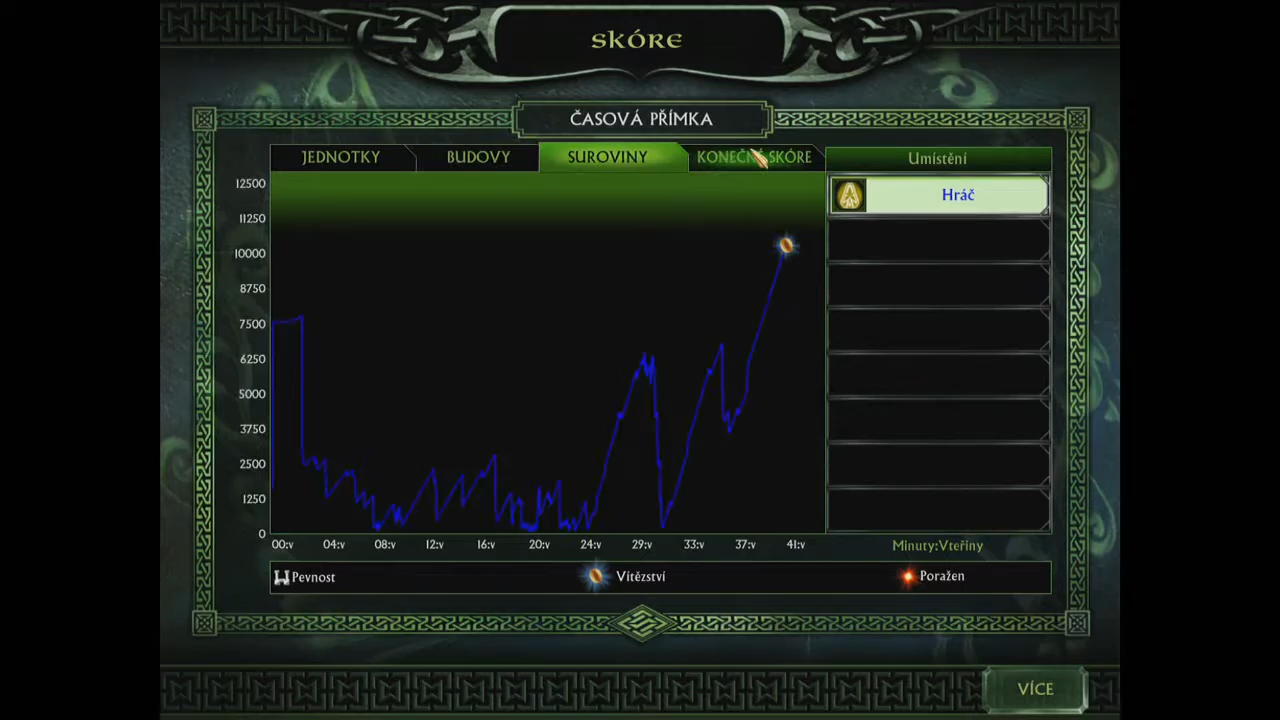 SKÓRE
ČASOVÁ PŘÍMKA
JEDNOTKY BUDOVY SUROVINY KONEČNÉ SKÓRE Umístění
Hráč
12500
11250
10000
8750
7500
6250
5000
3750
2500
1250
0
00:v 04:v 08:v 12:v 16:v 20:v 24:v 29:v 33:v 37:v 41:v Minuty:Vteřiny
Pevnost Vítězství Poražen
VÍCE